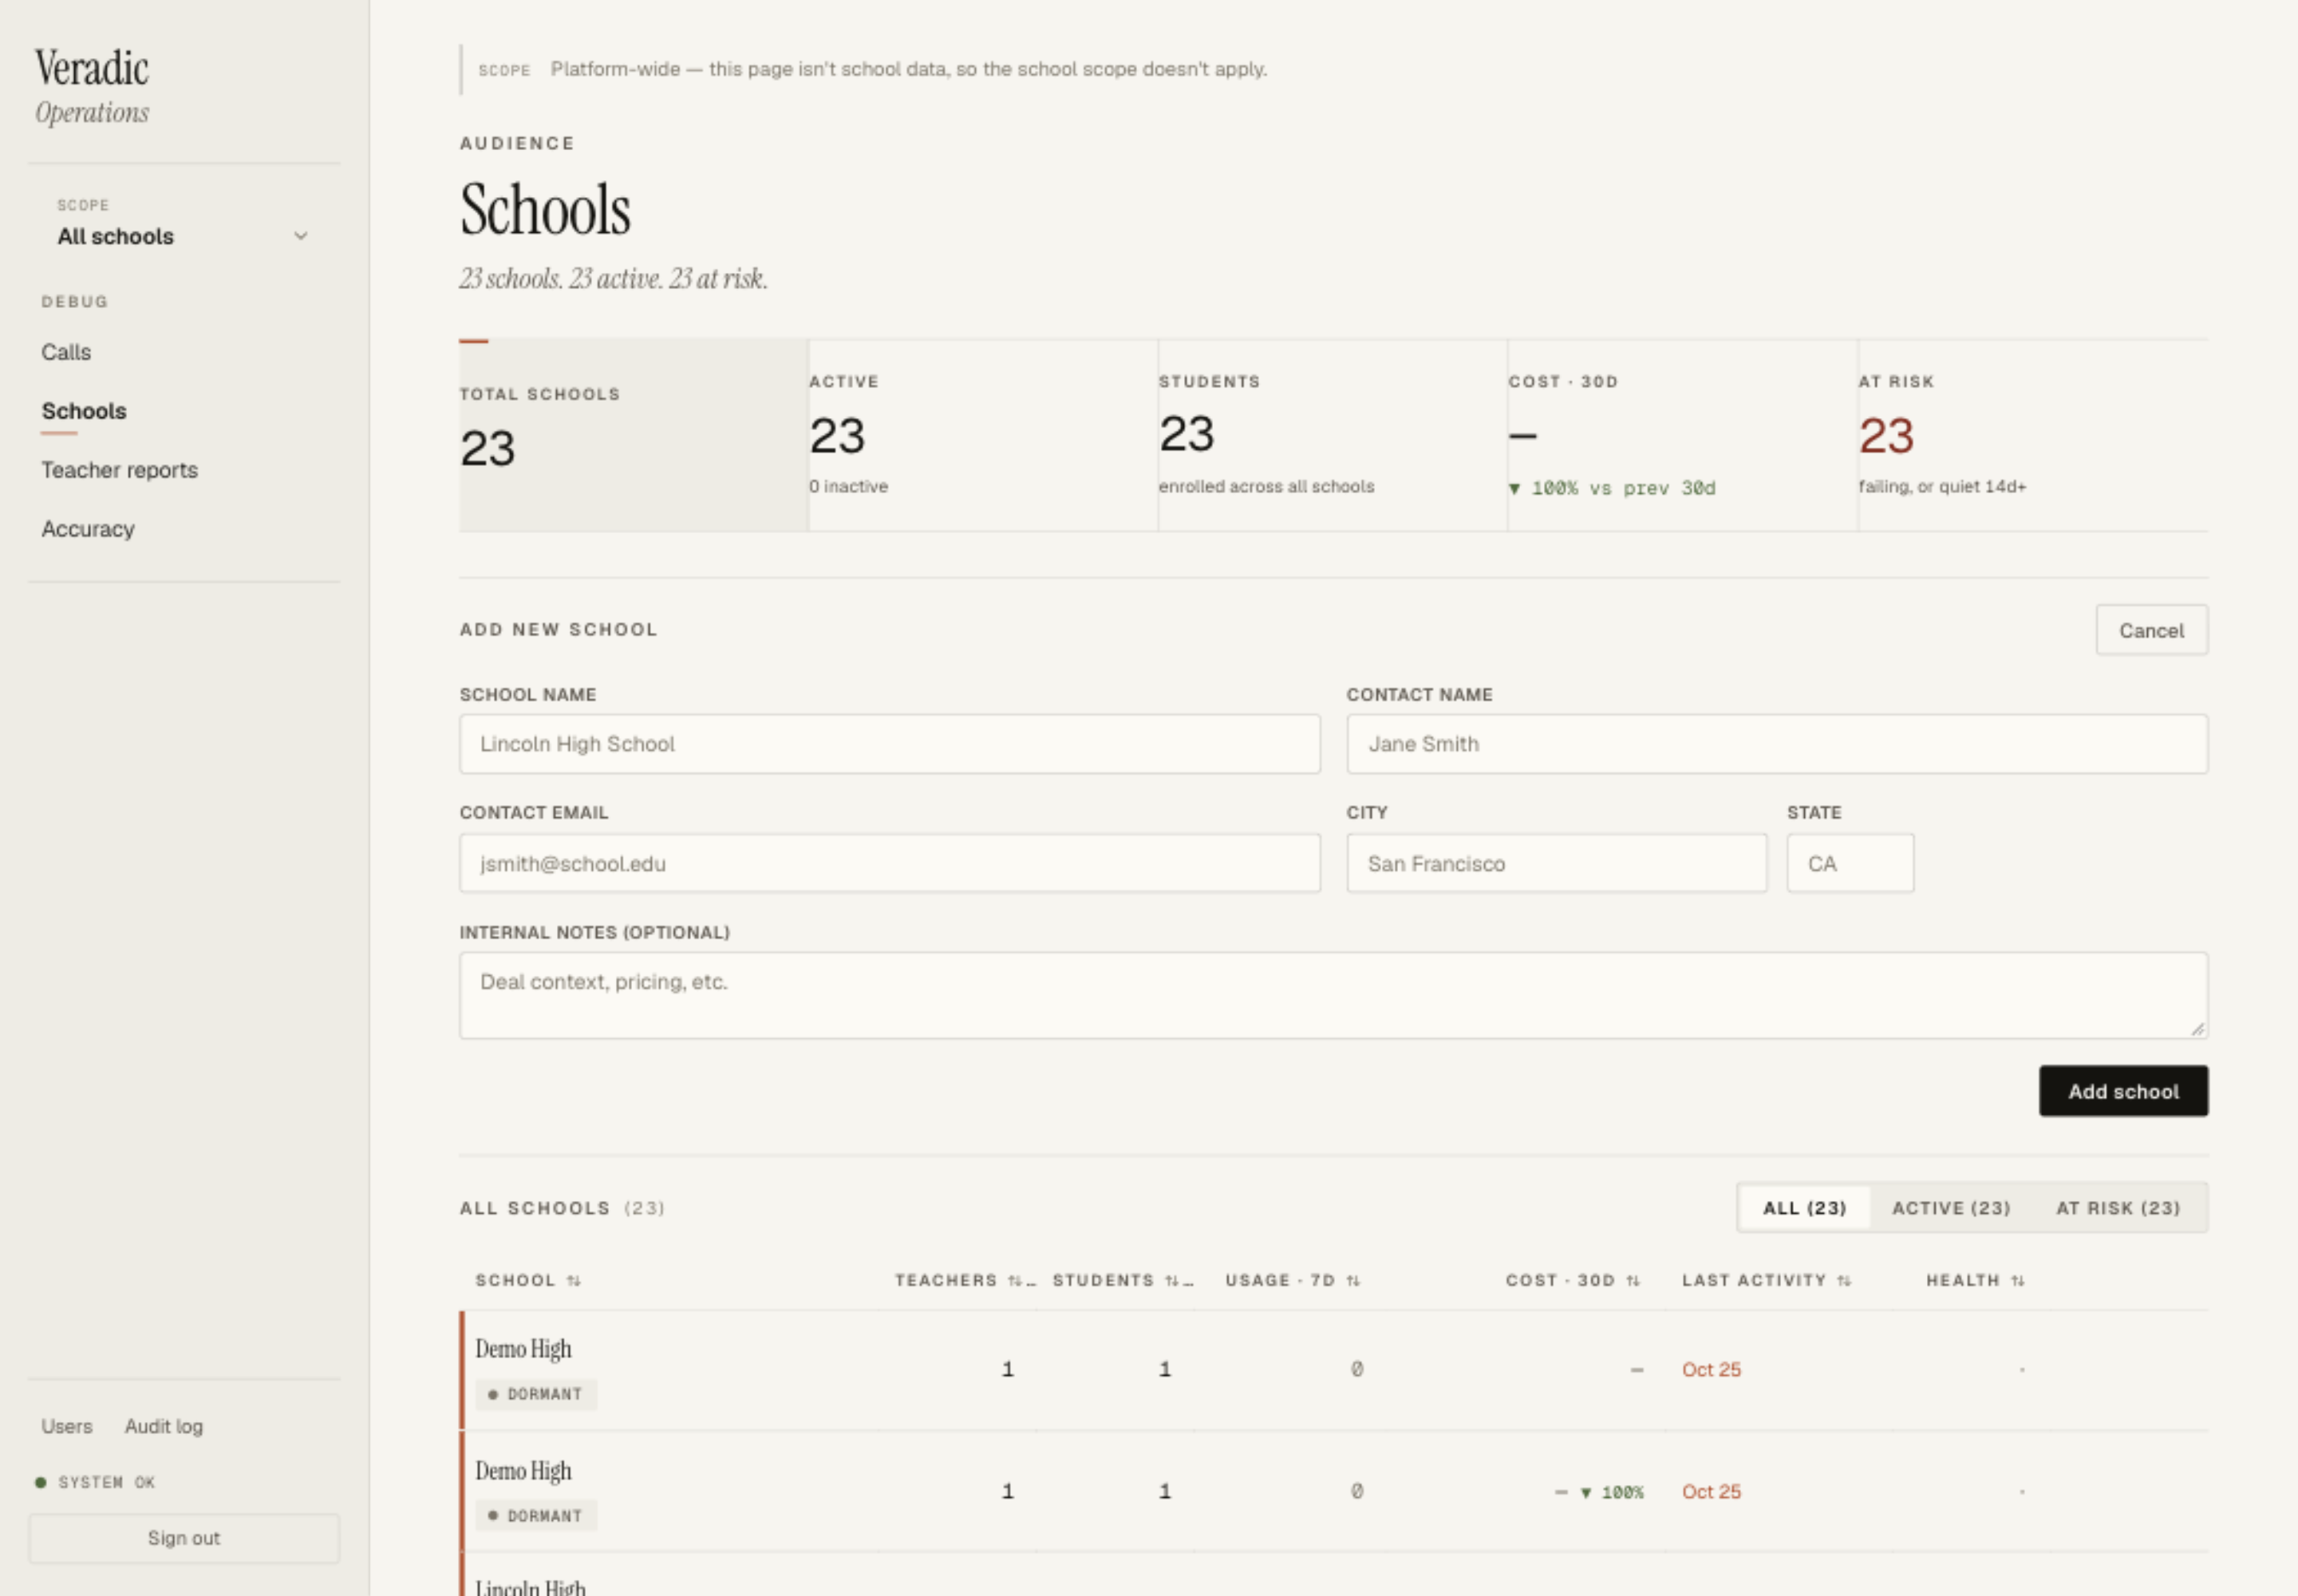 Veradic
Operations
SCOPE
All schools
DEBUG
Calls
Schools
Teacher reports
Accuracy
Users Audit log
SYSTEM OK
Sign out
SCOPE Platform-wide — this page isn't school data, so the school scope doesn't apply.
AUDIENCE
Schools
23 schools. 23 active. 23 at risk.
TOTAL SCHOOLS
23
ACTIVE
23
0 inactive
STUDENTS
23
enrolled across all schools
COST · 30D
—
▼ 100% vs prev 30d
AT RISK
23
failing, or quiet 14d+
ADD NEW SCHOOL
Cancel
SCHOOL NAME CONTACT NAME
Lincoln High School Jane Smith
CONTACT EMAIL CITY STATE
jsmith@school.edu San Francisco CA
INTERNAL NOTES (OPTIONAL)
Deal context, pricing, etc.
Add school
ALL SCHOOLS (23) ALL (23) ACTIVE (23) AT RISK (23)
SCHOOL ⇅ TEACHERS ⇅… STUDENTS ⇅… USAGE · 7D ⇅ COST · 30D ⇅ LAST ACTIVITY ⇅ HEALTH ⇅
Demo High
DORMANT
1 1 0 — Oct 25 ·
Demo High
DORMANT
1 1 0 — ▼ 100% Oct 25 ·
Lincoln High